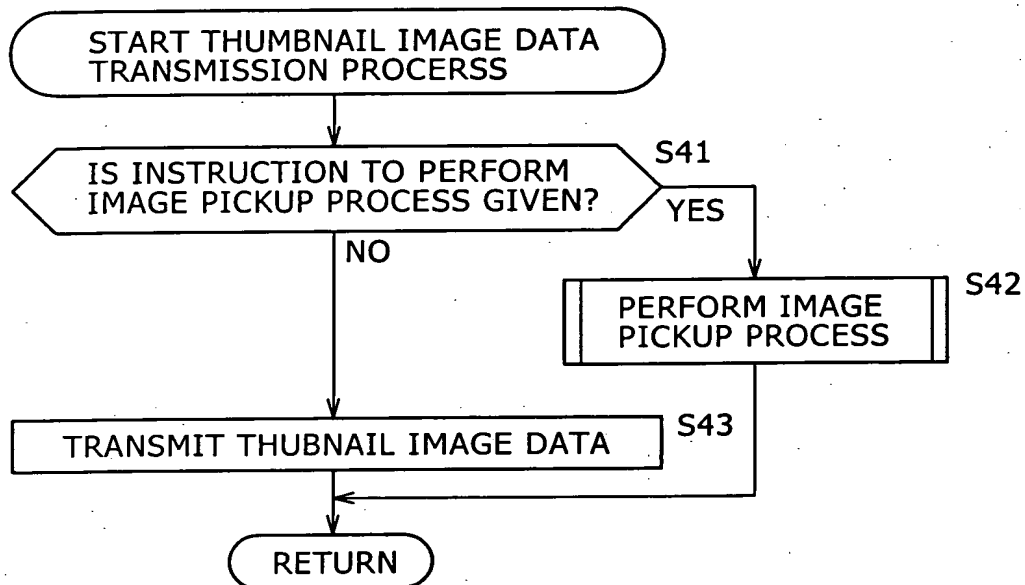 START THUMBNAIL IMAGE DATA
TRANSMISSION PROCERSS
IS INSTRUCTION TO PERFORM
IMAGE PICKUP PROCESS GIVEN?
S41
YES
NO
PERFORM IMAGE
PICKUP PROCESS
S42
TRANSMIT THUBNAIL IMAGE DATA
S43
RETURN